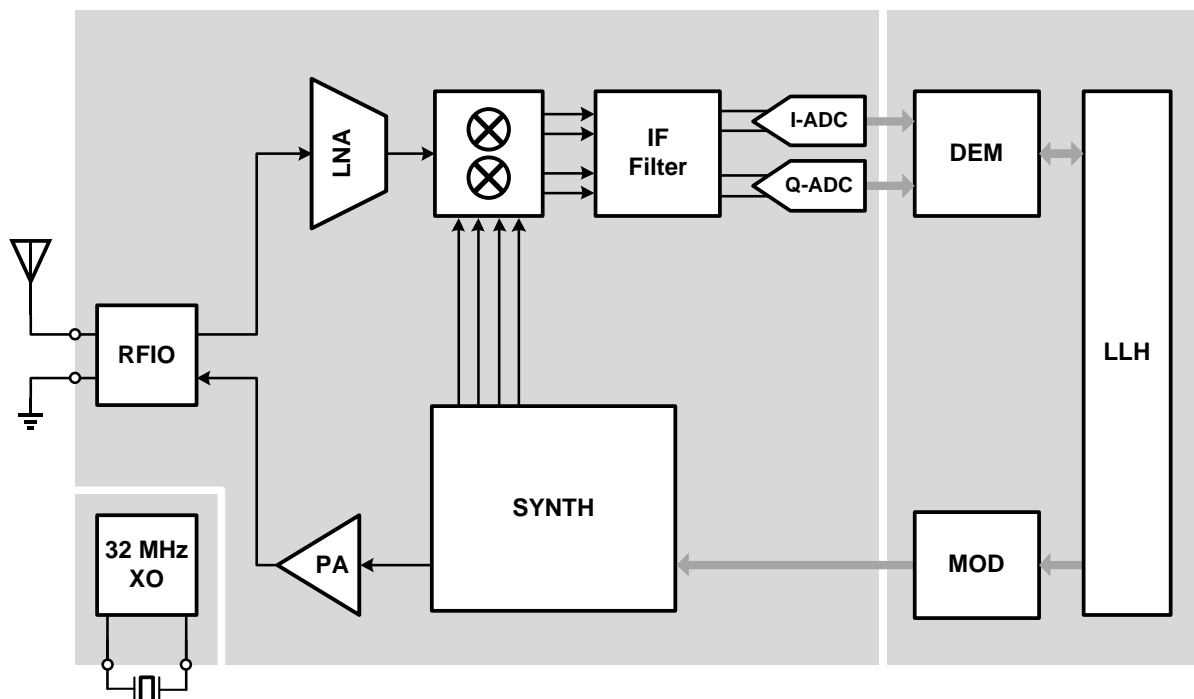 LNA
IF
Filter
I-ADC
Q-ADC
DEM
LLH
RFIO
SYNTH
PA
MOD
32 MHz
XO